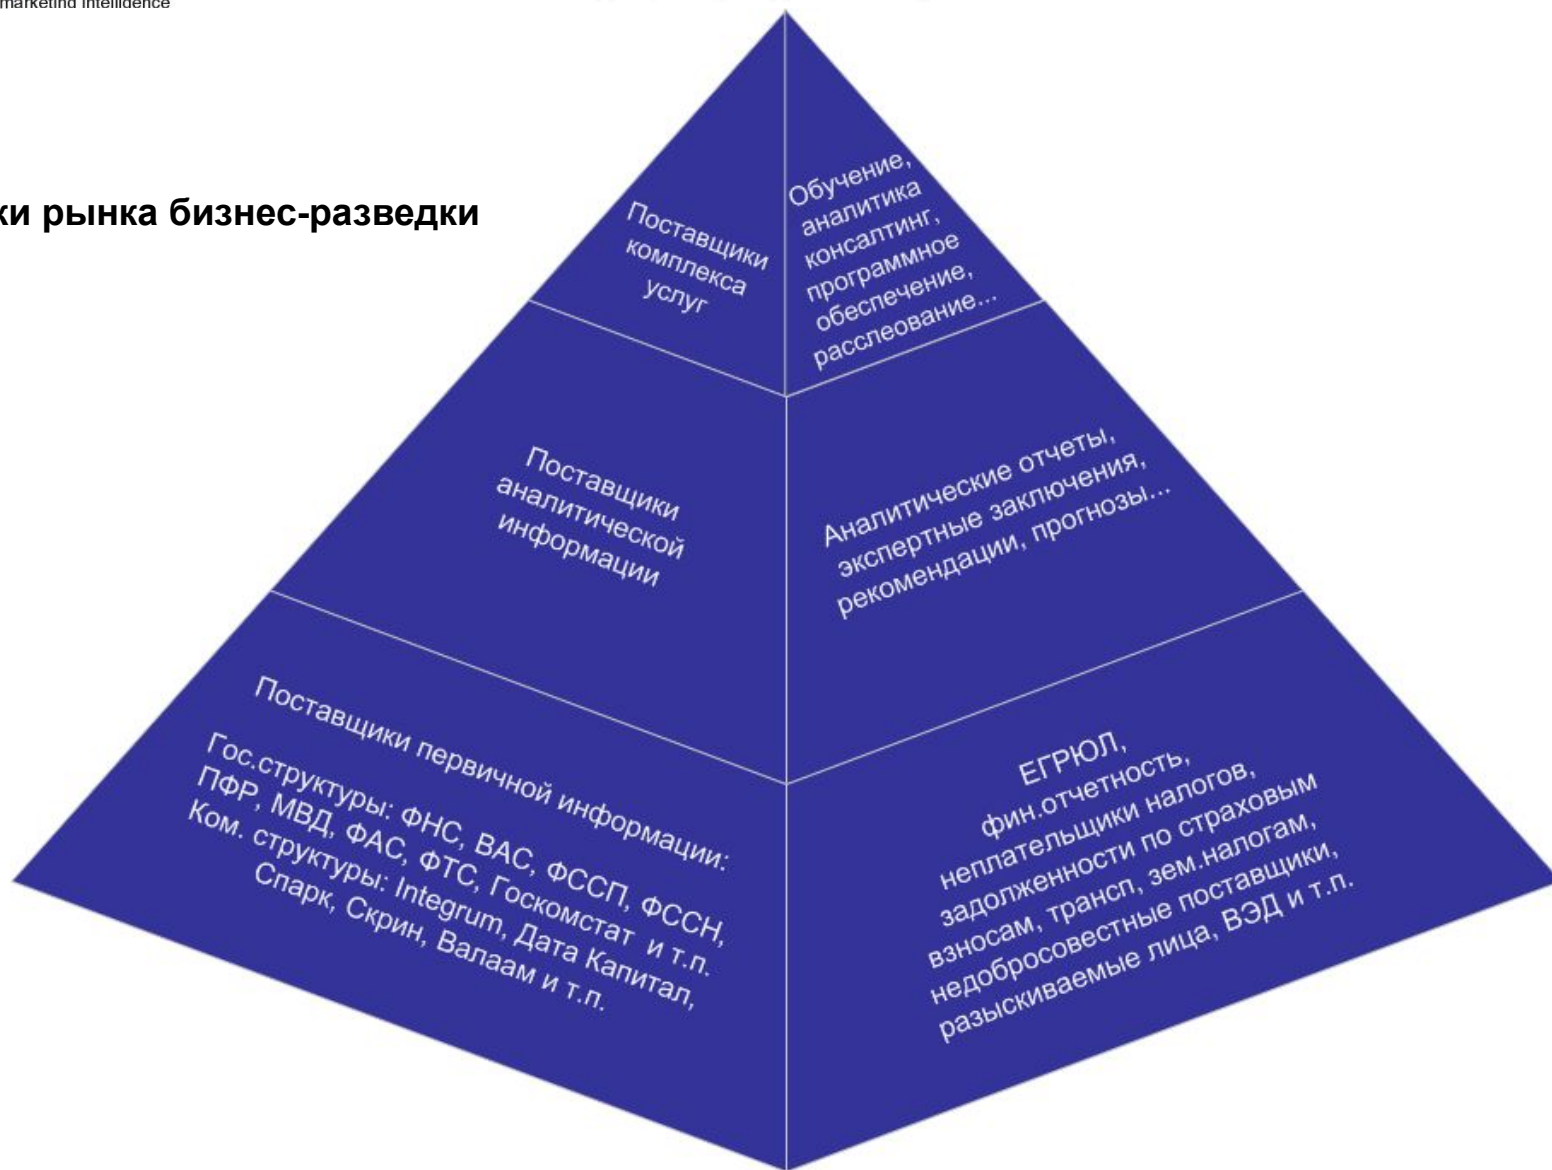 marketing intelligence
ки рынка бизнес-разведки
Поставщики
комплекса
услуг
Обучение,
аналитика
консалтинг,
программное
обеспечение,
расслеование...
Поставщики
аналитической
информации
Аналитические отчеты,
экспертные заключения,
рекомендации, прогнозы...
Поставщики первичной информации:
Гос.структуры: ФНС, ВАС, ФССП, ФССН,
ПФР, МВД, ФАС, ФТС, Госкомстат и т.п.
Ком. структуры: Integrum, Дата Капитал,
Спарк, Скрин, Валаам и т.п.
ЕГРЮЛ,
фин.отчетность,
неплательщики налогов,
задолженности по страховым
взносам, трансп, зем.налогам,
недобросовестные поставщики,
разыскиваемые лица, ВЭД и т.п.